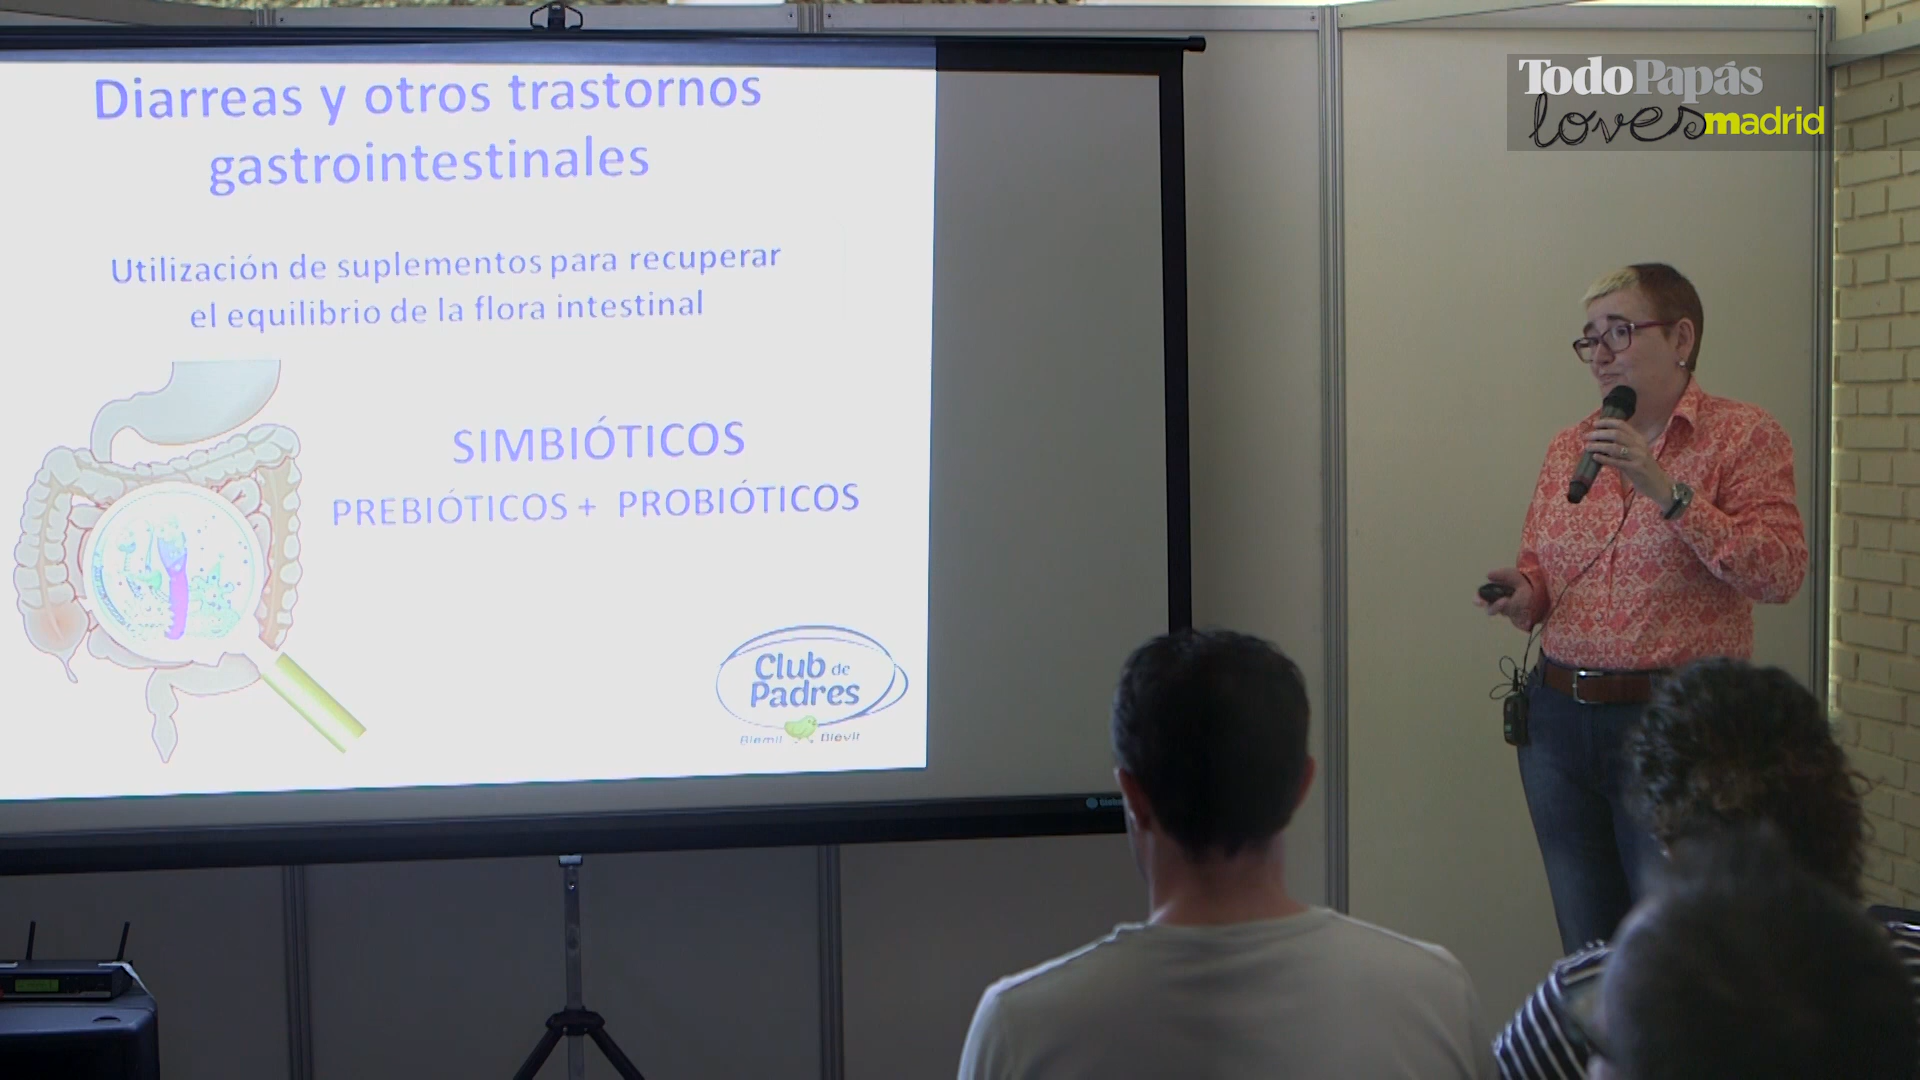 Diarreas y otros trastornos
gastrointestinales
Utilización de suplementos para recuperar
el equilibrio de la flora intestinal
SIMBIÓTICOS
PREBIÓTICOS + PROBIÓTICOS
Club de
Padres
Blemil Blevit
TodoPapás
loves madrid